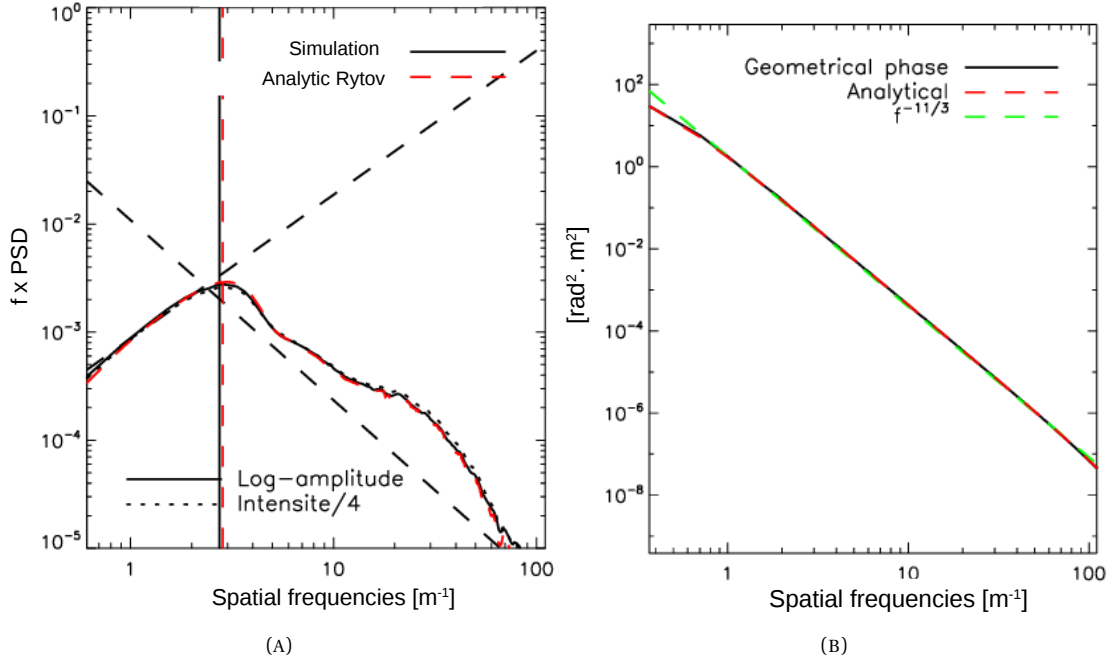 10⁰
10⁻¹
10⁻²
10⁻³
10⁻⁴
10⁻⁵
f x PSD
Simulation
Analytic Rytov
Log-amplitude
Intensite/4
1
10
100
Spatial frequencies [m⁻¹]
(A)
10²
10⁰
10⁻²
10⁻⁴
10⁻⁶
10⁻⁸
[rad². m²]
Geometrical phase
Analytical
f⁻¹¹/³
1
10
100
Spatial frequencies [m⁻¹]
(B)